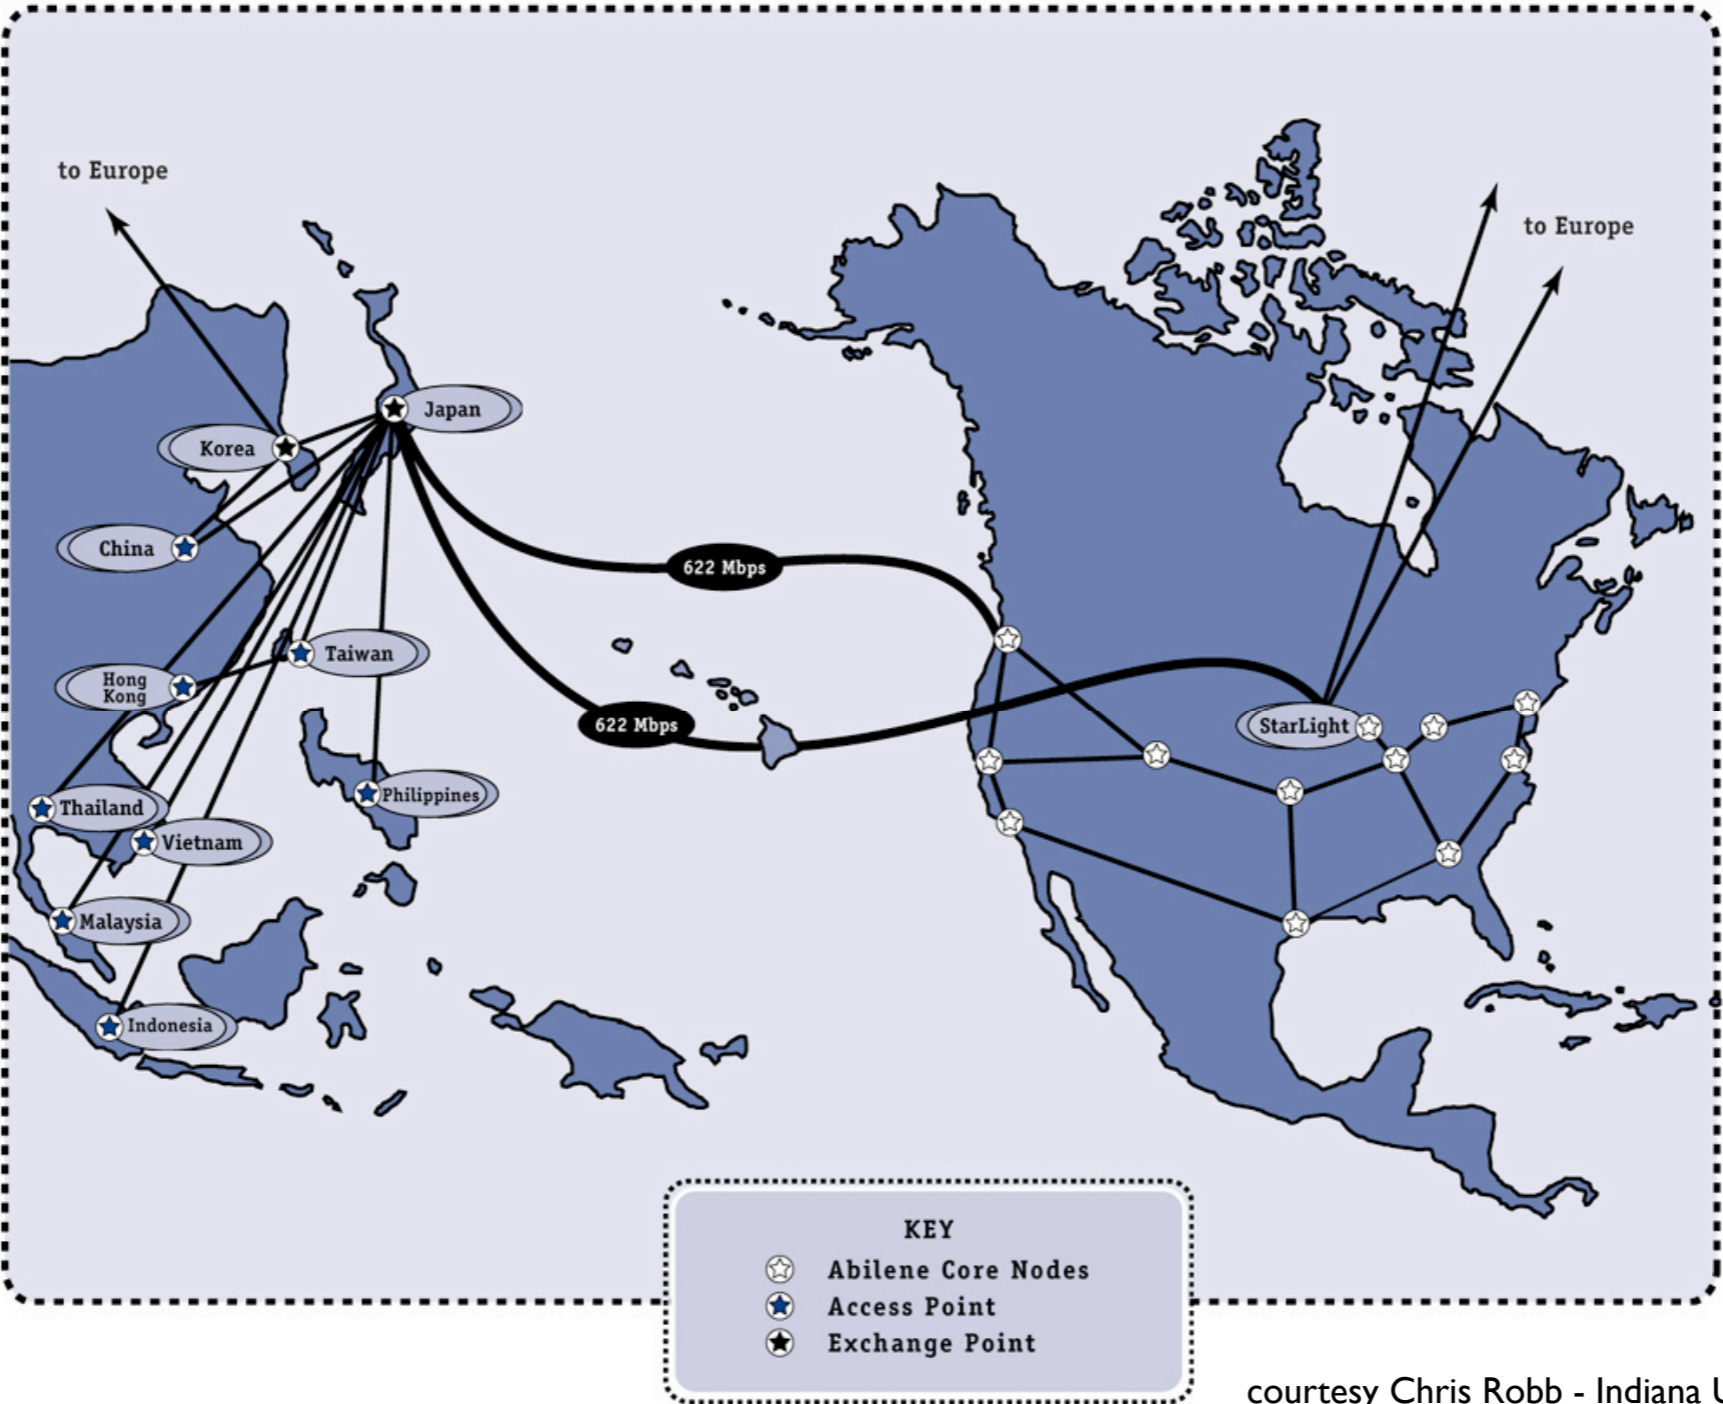 to Europe
to Europe
Japan
Korea
China
622 Mbps
Taiwan
Hong
Kong
622 Mbps
StarLight
Thailand
Philippines
Vietnam
Malaysia
Indonesia
KEY
Abilene Core Nodes
Access Point
Exchange Point
courtesy Chris Robb - Indiana U